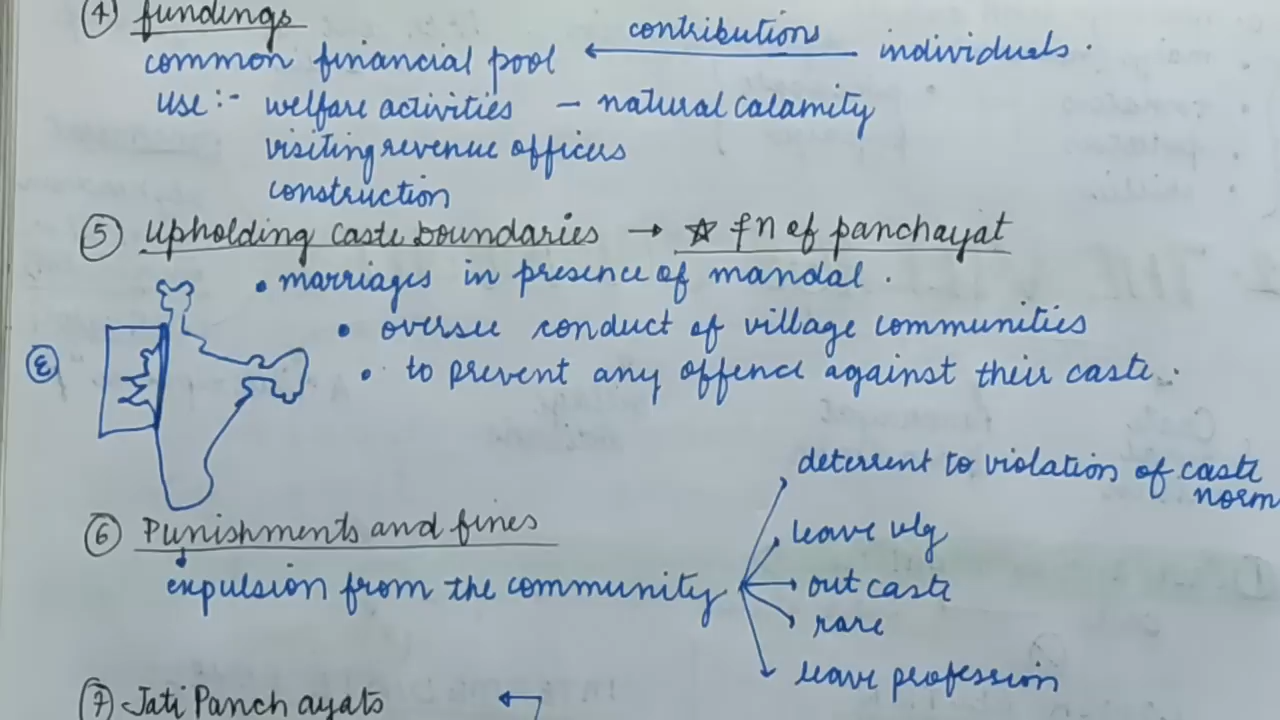 ④ fundings
common financial pool ← contributions individuals.
use :- welfare activities – natural calamity
visiting revenue officers
construction
⑤ Upholding caste boundaries → ☆ fn of panchayat
• marriages in presence of mandal.
• oversee conduct of village communities
• to prevent any offence against their caste.
deterrent to violation of caste norm
⑥ Punishments and fines
leave vlg
expulsion from the community → out caste
rare
leave profession
⑦ Jati Panchayats ←